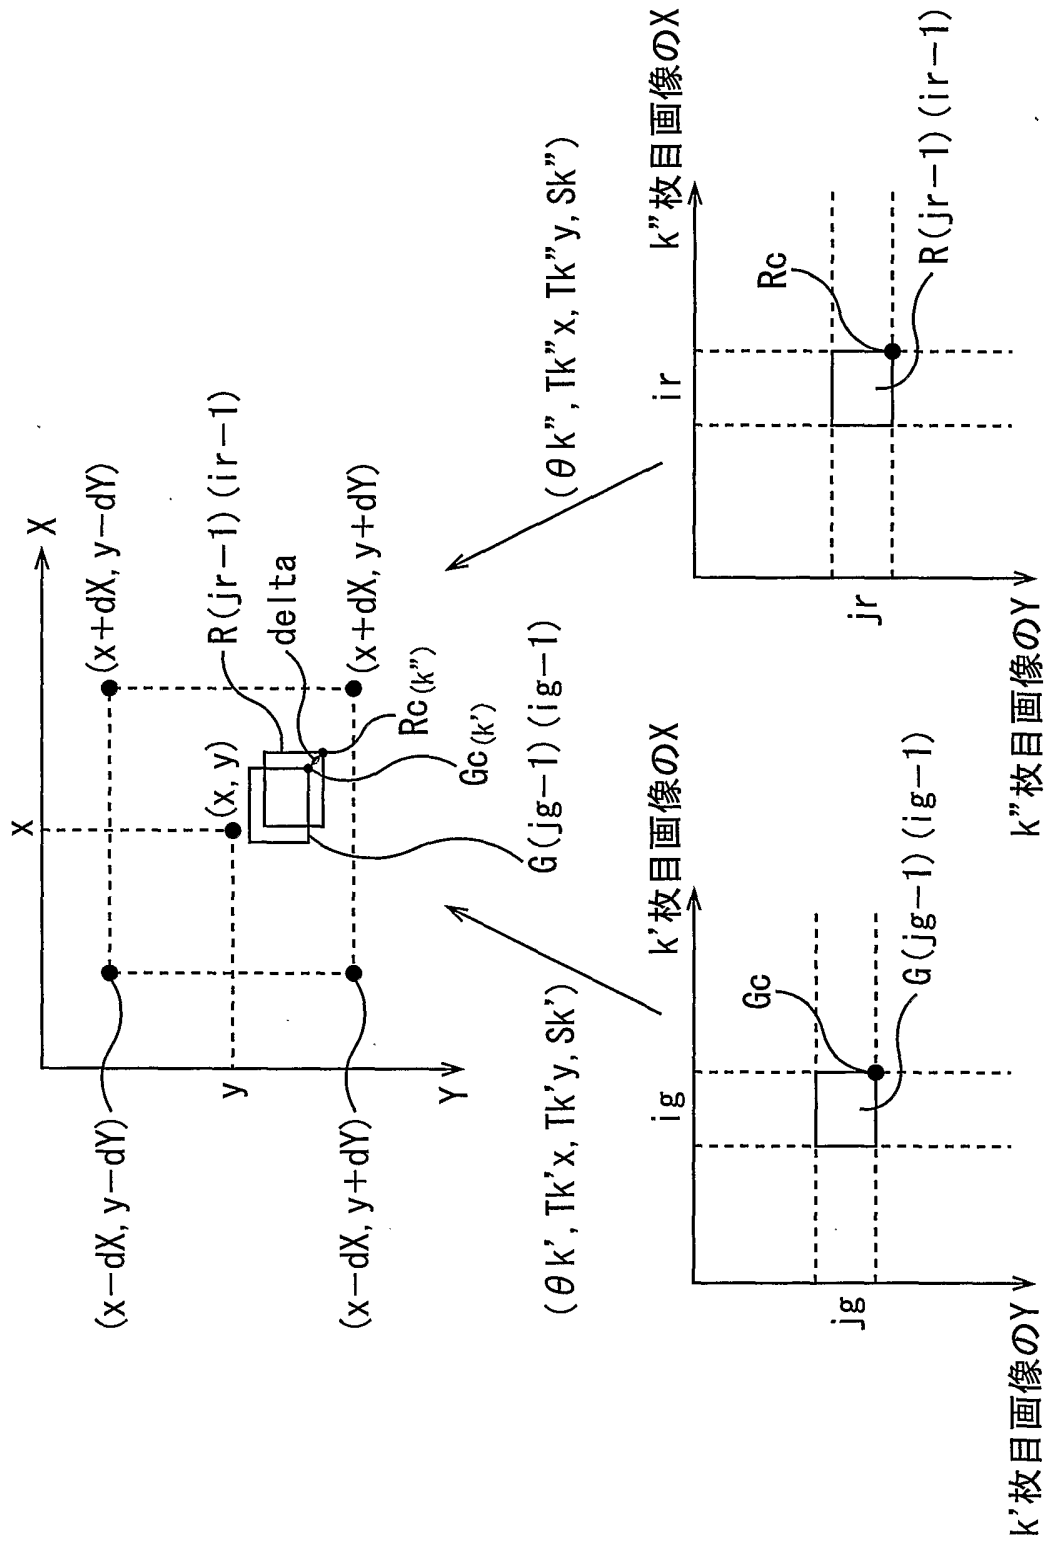 X
x
(x−dX, y−dY)
(x+dX, y−dY)
(x, y)
R(jr−1)(ir−1)
delta
y
(x−dX, y+dY)
(x+dX, y+dY)
Rc(k”)
Gc(k’)
Y
G(jg−1)(ig−1)
(θk’, Tk’x, Tk’y, Sk’)
(θk”, Tk”x, Tk”y, Sk”)
k’枚目画像のX
ig
Gc
jg
G(jg−1)(ig−1)
k’枚目画像のY
k”枚目画像のX
ir
Rc
jr
R(jr−1)(ir−1)
k”枚目画像のY